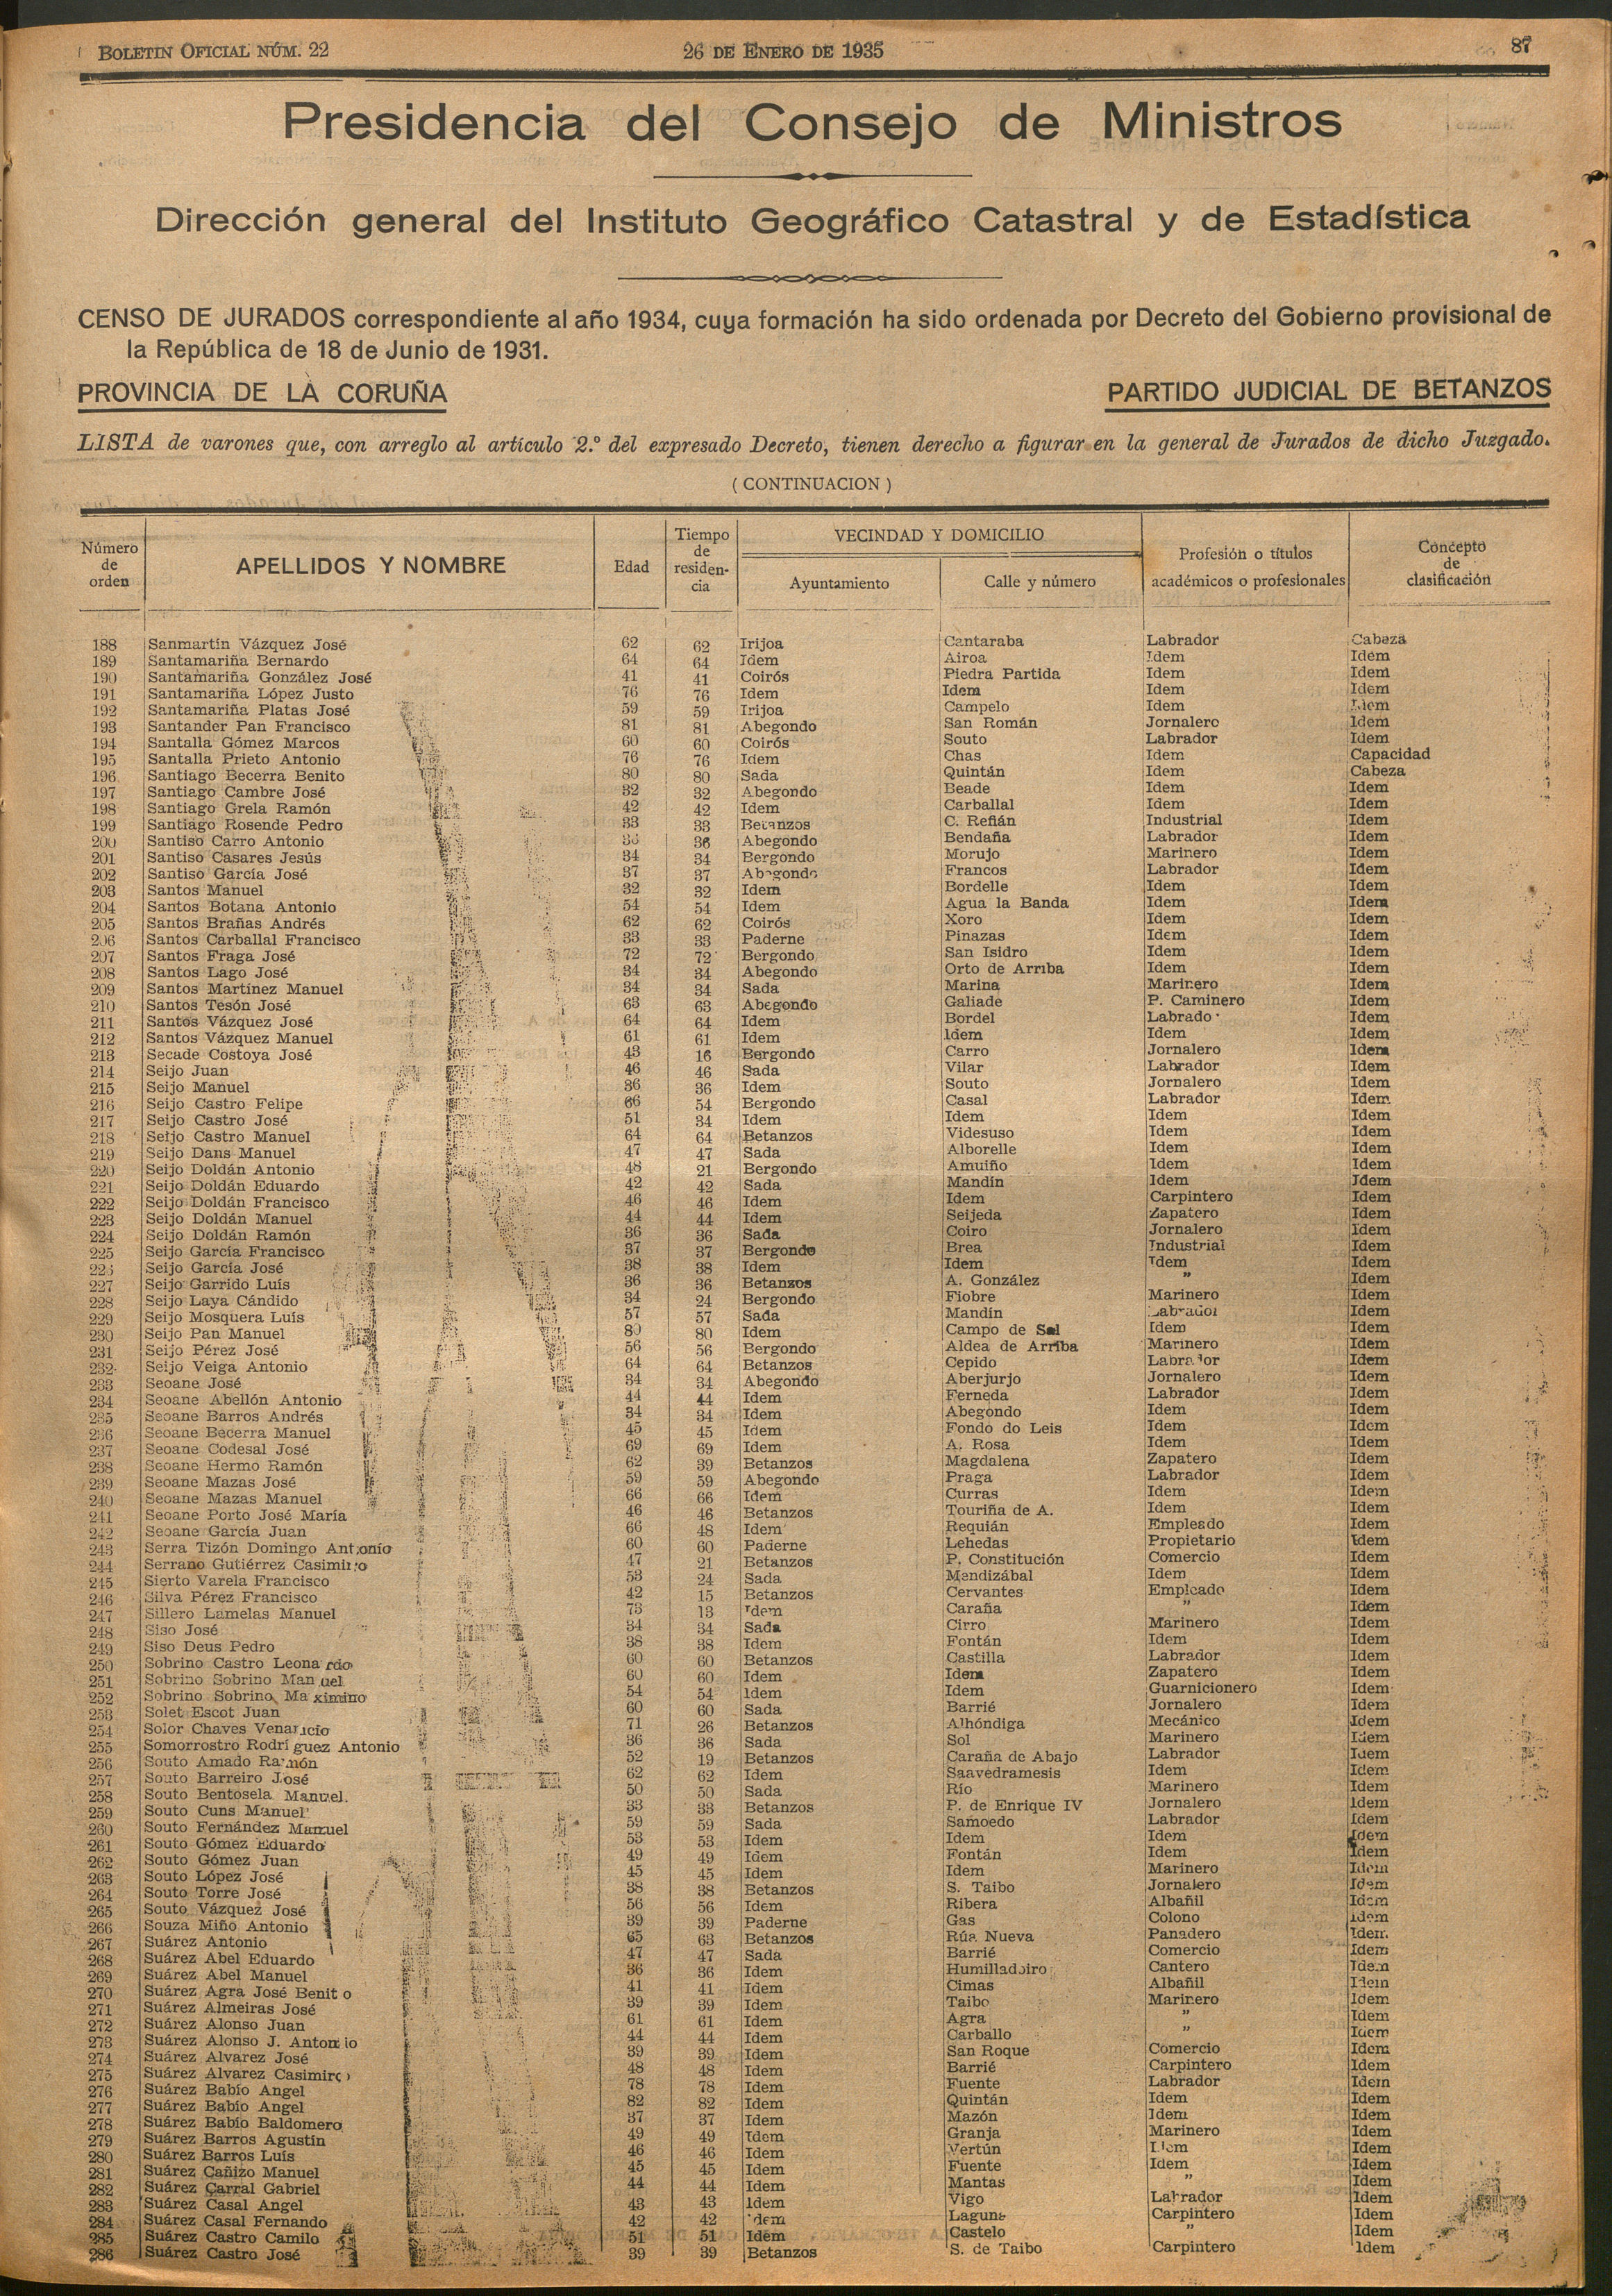 BOLETIN OFICIAL NÚM. 22 26 DE ENERO DE 1935 87
Presidencia del Consejo de Ministros
Dirección general del Instituto Geográfico Catastral y de Estadística
CENSO DE JURADOS correspondiente al año 1934, cuya formación ha sido ordenada por Decreto del Gobierno provisional de
la República de 18 de Junio de 1931.
PROVINCIA DE LA CORUÑA PARTIDO JUDICIAL DE BETANZOS
LISTA de varones que, con arreglo al artículo 2.º del expresado Decreto, tienen derecho a figurar en la general de Jurados de dicho Juzgado.
(CONTINUACION)
Número de orden APELLIDOS Y NOMBRE Edad Tiempo de residencia VECINDAD Y DOMICILIO Ayuntamiento Calle y número Profesión o títulos académicos o profesionales Concepto de clasificación
188 Sanmartín Vázquez José 62 62 Irijoa Cantaraba Labrador Cabeza
189 Santamariña Bernardo 64 64 Idem Airoa Idem Idem
190 Santamariña González José 41 41 Coirós Piedra Partida Idem Idem
191 Santamariña López Justo 76 76 Idem Idem Idem Idem
192 Santamariña Platas José 59 59 Irijoa Campelo Idem Idem
193 Santander Pan Francisco 81 81 Abegondo San Román Jornalero Idem
194 Santalla Gómez Marcos 60 60 Coirós Souto Labrador Idem
195 Santalla Prieto Antonio 76 76 Idem Chas Idem Capacidad
196 Santiago Becerra Benito 80 80 Sada Quintán Idem Cabeza
197 Santiago Cambre José 32 32 Abegondo Beade Idem Idem
198 Santiago Grela Ramón 42 42 Idem Carballal Idem Idem
199 Santiago Rosende Pedro 33 33 Betanzos C. Refián Industrial Idem
200 Santiso Carro Antonio 36 36 Abegondo Bendaña Labrador Idem
201 Santiso Casares Jesús 34 34 Bergondo Morujo Marinero Idem
202 Santiso García José 37 37 Abegondo Francos Labrador Idem
203 Santos Manuel 32 32 Idem Bordelle Idem Idem
204 Santos Botana Antonio 54 54 Idem Agua la Banda Idem Idem
205 Santos Brañas Andrés 62 62 Coirós Xoro Idem Idem
206 Santos Carballal Francisco 33 33 Paderne Pinazas Idem Idem
207 Santos Fraga José 72 72 Bergondo San Isidro Idem Idem
208 Santos Lago José 34 34 Abegondo Orto de Arriba Idem Idem
209 Santos Martínez Manuel 34 34 Sada Marina Marinero Idem
210 Santos Tesón José 63 63 Abegondo Galiade P. Caminero Idem
211 Santos Vázquez José 64 64 Idem Bordel Labrado Idem
212 Santos Vázquez Manuel 61 61 Idem Idem Idem Idem
213 Secade Costoya José 43 16 Bergondo Carro Jornalero Idem
214 Seijo Juan 46 46 Sada Vilar Labrador Idem
215 Seijo Manuel 36 36 Idem Souto Jornalero Idem
216 Seijo Castro Felipe 66 54 Bergondo Casal Labrador Idem
217 Seijo Castro José 51 34 Idem Idem Idem Idem
218 Seijo Castro Manuel 64 64 Betanzos Videsuso Idem Idem
219 Seijo Dans Manuel 47 47 Sada Alborelle Idem Idem
220 Seijo Doldán Antonio 48 21 Bergondo Amuiño Idem Idem
221 Seijo Doldán Eduardo 42 42 Sada Mandín Idem Idem
222 Seijo Doldán Francisco 46 46 Idem Idem Carpintero Idem
223 Seijo Doldán Manuel 44 44 Idem Seijeda Zapatero Idem
224 Seijo Doldán Ramón 36 36 Sada Coiro Jornalero Idem
225 Seijo García Francisco 37 37 Bergondo Brea Industrial Idem
226 Seijo García José 38 38 Idem Idem Idem Idem
227 Seijo Garrido Luís 36 36 Betanzos A. González " Idem
228 Seijo Laya Cándido 34 24 Bergondo Fiobre Marinero Idem
229 Seijo Mosquera Luís 57 57 Sada Mandín Labrador Idem
230 Seijo Pan Manuel 80 80 Idem Campo de Sal Idem Idem
231 Seijo Pérez José 56 56 Bergondo Aldea de Arriba Marinero Idem
232 Seijo Veiga Antonio 64 64 Betanzos Cepido Labrador Idem
233 Seoane José 34 34 Abegondo Aberjurjo Jornalero Idem
234 Seoane Abellón Antonio 44 44 Idem Ferneda Labrador Idem
235 Seoane Barros Andrés 34 34 Idem Abegondo Idem Idem
236 Seoane Becerra Manuel 45 45 Idem Fondo do Leis Idem Idem
237 Seoane Codesal José 69 69 Idem A. Rosa Idem Idem
238 Seoane Hermo Ramón 62 39 Betanzos Magdalena Zapatero Idem
239 Seoane Mazas José 59 59 Abegondo Praga Labrador Idem
240 Seoane Mazas Manuel 66 66 Idem Curras Idem Idem
241 Seoane Porto José María 46 46 Betanzos Touriña de A. Idem Idem
242 Seoane García Juan 66 48 Idem Requián Empleado Idem
243 Serra Tizón Domingo Antonio 60 60 Paderne Lehedas Propietario Idem
244 Serrano Gutiérrez Casimiro 47 21 Betanzos P. Constitución Comercio Idem
245 Sierto Varela Francisco 53 24 Sada Mendizábal Idem Idem
246 Silva Pérez Francisco 42 15 Betanzos Cervantes Empleado Idem
247 Sillero Lamelas Manuel 73 13 Idem Caraña " Idem
248 Siso José 34 34 Sada Cirro Marinero Idem
249 Siso Deus Pedro 38 38 Idem Fontán Idem Idem
250 Sobrino Castro Leonardo 60 60 Betanzos Castilla Labrador Idem
251 Sobrino Sobrino Manuel 60 60 Idem Idem Zapatero Idem
252 Sobrino Sobrino Maximino 54 54 Idem Idem Guarnicionero Idem
253 Solet Escot Juan 60 60 Sada Barrié Jornalero Idem
254 Solor Chaves Venancio 71 26 Betanzos Alhóndiga Mecánico Idem
255 Somorrostro Rodríguez Antonio 36 36 Sada Sol Marinero Idem
256 Souto Amado Ramón 52 19 Betanzos Caraña de Abajo Labrador Idem
257 Souto Barreiro José 62 62 Idem Saavedramesis Idem Idem
258 Souto Bentosela Manuel. 50 50 Sada Río Marinero Idem
259 Souto Cuns Manuel 33 33 Betanzos P. de Enrique IV Jornalero Idem
260 Souto Fernández Manuel 59 59 Sada Samoedo Labrador Idem
261 Souto Gómez Eduardo 53 53 Idem Idem Idem Idem
262 Souto Gómez Juan 49 49 Idem Fontán Idem Idem
263 Souto López José 45 45 Idem Idem Marinero Idem
264 Souto Torre José 38 38 Betanzos S. Taibo Jornalero Idem
265 Souto Vázquez José 56 56 Idem Ribera Albañil Idem
266 Souza Miño Antonio 39 39 Paderne Gas Colono Idem
267 Suárez Antonio 65 63 Betanzos Rúa Nueva Panadero Idem
268 Suárez Abel Eduardo 47 47 Sada Barrié Comercio Idem
269 Suárez Abel Manuel 36 36 Idem Humilladoiro Cantero Idem
270 Suárez Agra José Benito 41 41 Idem Cimas Albañil Idem
271 Suárez Almeiras José 39 39 Idem Taibo Marinero Idem
272 Suárez Alonso Juan 61 61 Idem Agra " Idem
273 Suárez Alonso J. Antonio 44 44 Idem Carballo " Idem
274 Suárez Alvarez José 39 39 Idem San Roque Comercio Idem
275 Suárez Alvarez Casimiro 48 48 Idem Barrié Carpintero Idem
276 Suárez Babío Angel 78 78 Idem Fuente Labrador Idem
277 Suárez Babío Angel 82 82 Idem Quintán Idem Idem
278 Suárez Babío Baldomero 37 37 Idem Mazón Idem Idem
279 Suárez Barros Agustín 49 49 Idem Granja Marinero Idem
280 Suárez Barros Luís 46 46 Idem Vertún Idem Idem
281 Suárez Cañizo Manuel 45 45 Idem Fuente Idem Idem
282 Suárez Carral Gabriel 44 44 Idem Mantas " Idem
283 Suárez Casal Angel 43 43 Idem Vigo Labrador Idem
284 Suárez Casal Fernando 42 42 Idem Laguna Carpintero Idem
285 Suárez Castro Camilo 51 51 Idem Castelo " Idem
286 Suárez Castro José 39 39 Betanzos S. de Taibo Carpintero Idem